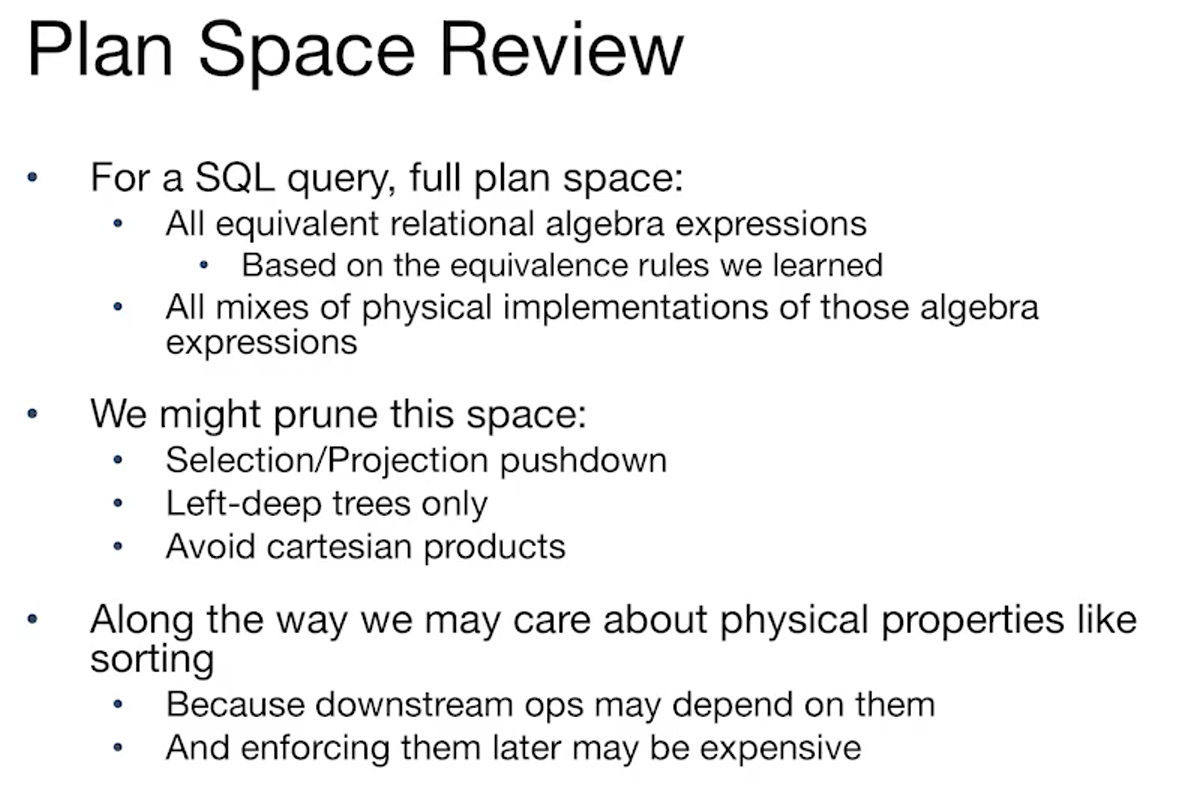 Plan Space Review
• For a SQL query, full plan space:
• All equivalent relational algebra expressions
• Based on the equivalence rules we learned
• All mixes of physical implementations of those algebra
expressions
• We might prune this space:
• Selection/Projection pushdown
• Left-deep trees only
• Avoid cartesian products
• Along the way we may care about physical properties like
sorting
• Because downstream ops may depend on them
• And enforcing them later may be expensive